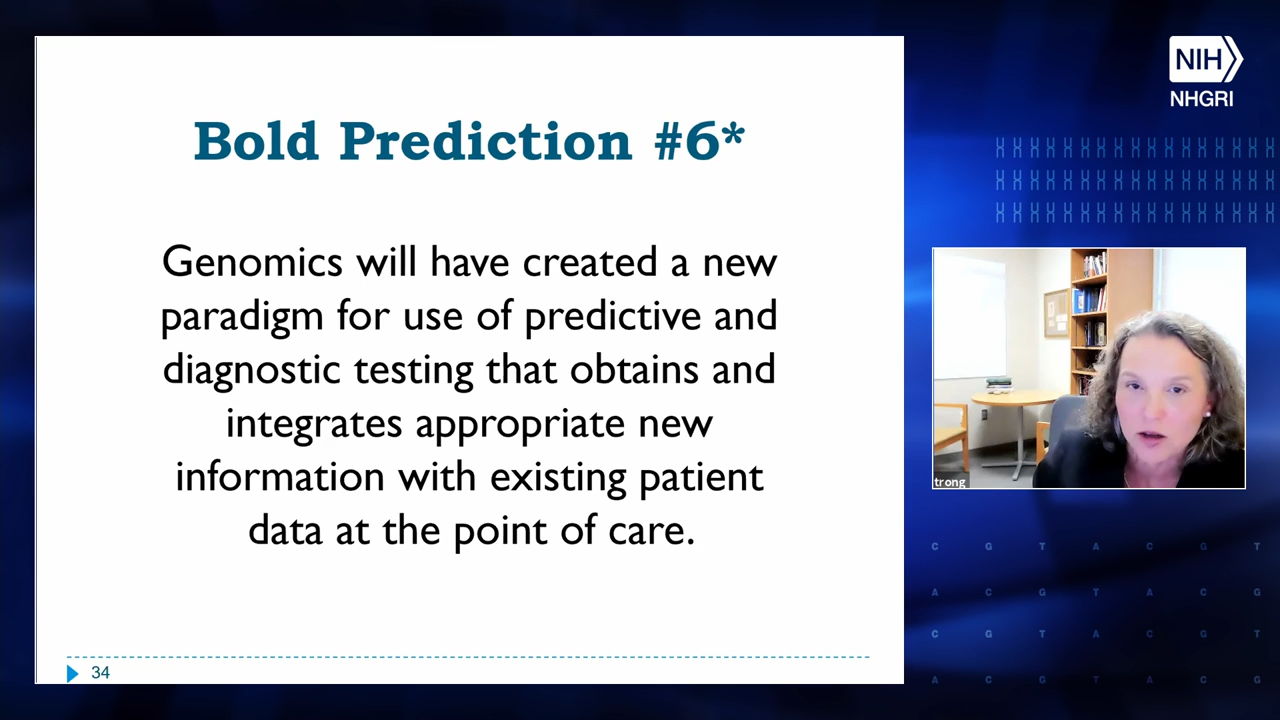 Bold Prediction #6*
Genomics will have created a new
paradigm for use of predictive and
diagnostic testing that obtains and
integrates appropriate new
information with existing patient
data at the point of care.
34
NIH
NHGRI
trong
C G T A C G T
A C G T A C G
C G T A C G T
A C G T A C G